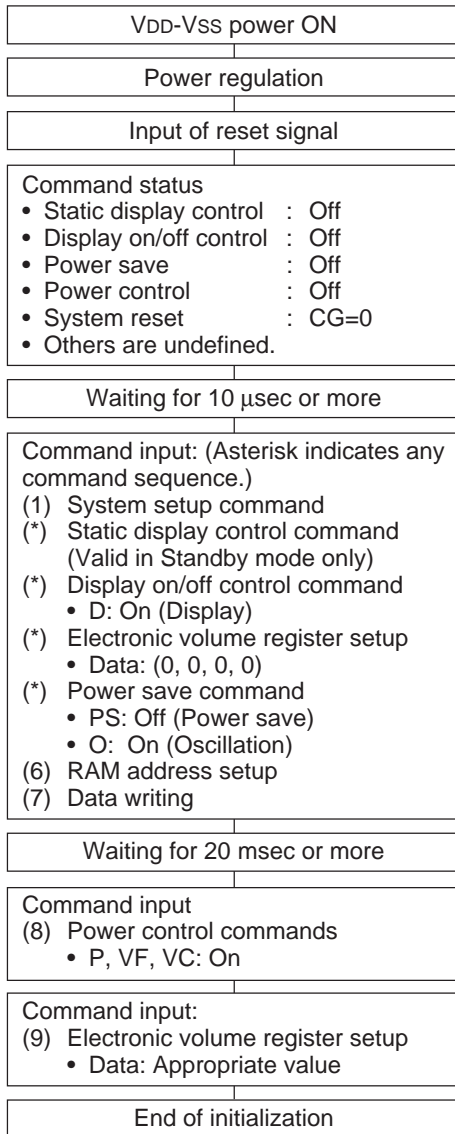 VDD-VSS power ON
Power regulation
Input of reset signal
Command status
• Static display control : Off
• Display on/off control : Off
• Power save : Off
• Power control : Off
• System reset : CG=0
• Others are undefined.
Waiting for 10 μsec or more
Command input: (Asterisk indicates any
command sequence.)
(1) System setup command
(*) Static display control command
(Valid in Standby mode only)
(*) Display on/off control command
• D: On (Display)
(*) Electronic volume register setup
• Data: (0, 0, 0, 0)
(*) Power save command
• PS: Off (Power save)
• O: On (Oscillation)
(6) RAM address setup
(7) Data writing
Waiting for 20 msec or more
Command input
(8) Power control commands
• P, VF, VC: On
Command input:
(9) Electronic volume register setup
• Data: Appropriate value
End of initialization